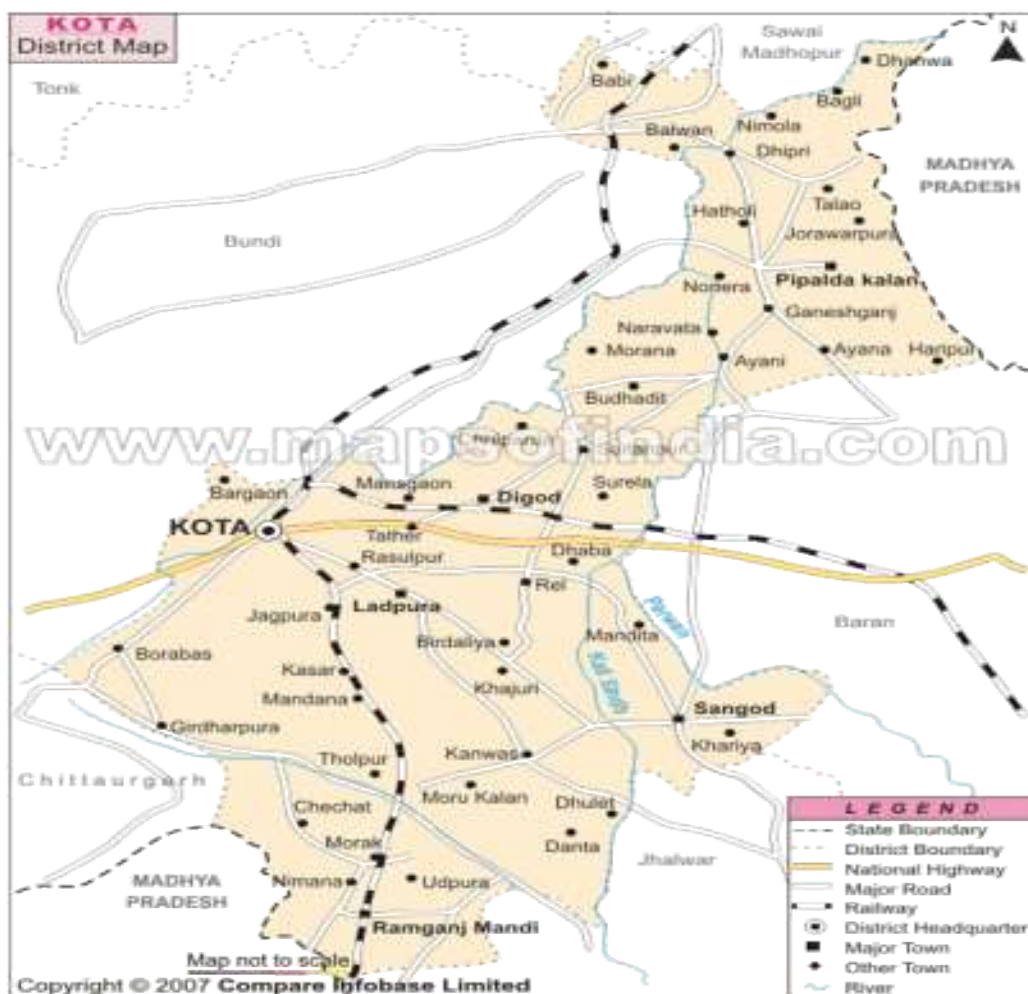 KOTA
District Map
N
Sawai
Madhopur
Tonk
Babi
Dhanwa
Bagli
Nimola
Balwan
Dhipri
MADHYA
PRADESH
Talao
Hatholi
Jorawarpura
Bundi
Pipalda kalan
Nonera
Ganeshganj
Naravata
Morana
Ayani
Ayana
Haripur
Budhadit
www.mapsofindia.com
Surela
Bargaon
Mansgaon
Digod
KOTA
Tather
Rasulpur
Dhaba
Rel
Ladpura
Jagpura
Parwan
Baran
Birdaliya
Mandita
Borabas
Kasar
Khajuri
Kali Sindh
Mandana
Sangod
Girdharpura
Khariya
Kanwas
Tholpur
Chittaurgarh
Moru Kalan
Dhulet
Chechat
Danta
Morak
Jhalwar
MADHYA
PRADESH
Nimana
Udpura
Ramganj Mandi
LEGEND
State Boundary
District Boundary
National Highway
Major Road
Railway
District Headquarter
Major Town
Other Town
River
Map not to scale
Copyright © 2007 Compare Infobase Limited